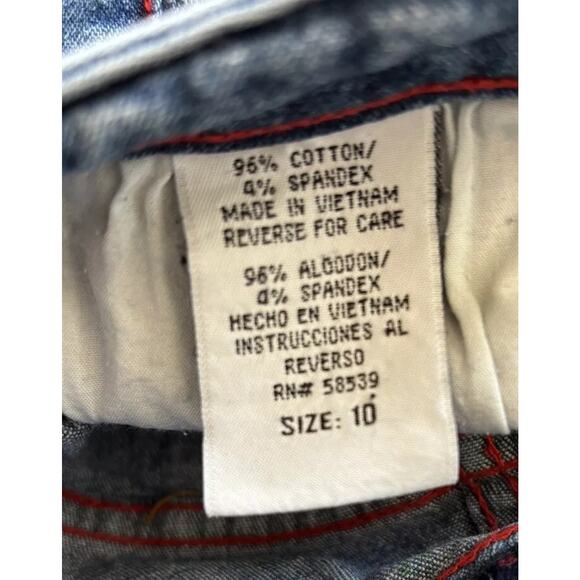 96% COTTON/
4% SPANDEX
MADE IN VIETNAM
REVERSE FOR CARE
96% ALGODON/
4% SPANDEX
HECHO EN VIETNAM
INSTRUCCIONES AL
REVERSO
RN# 58539
SIZE: 10